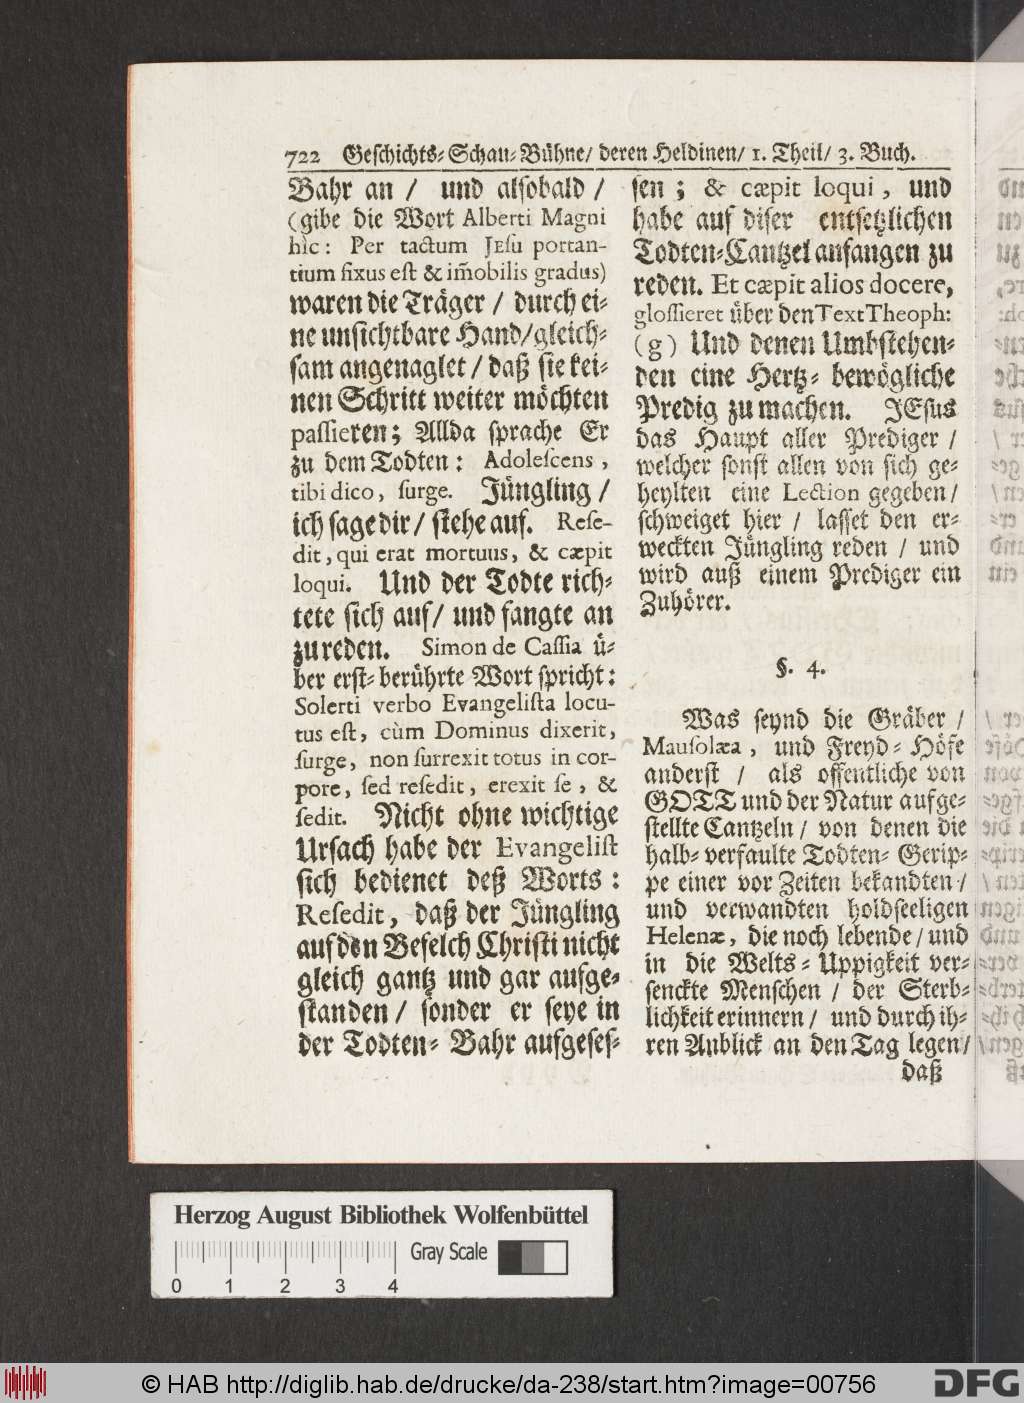 722 Geſchichts⸗Schau⸗Bühne/ deren Heldinen/ 1. Theil/ 3. Buch.
Bahr an / und alſobald /
(gibe die Wort Alberti Magni
hìc: Per tactum JEſu portan-
tium fixus eſt & im̃obilis gradus)
waren die Träger / durch ei⸗
ne unſichtbare Hand/gleich⸗
ſam angenaglet / daß ſie kei⸗
nen Schritt weiter möchten
paſſieren; Allda ſprache Er
zu dem Todten: Adoleſcens,
tibi dico, ſurge. Jüngling /
ich ſage dir / ſtehe auf. Reſe-
dit, qui erat mortuus, & cæpit
loqui. Und der Todte rich⸗
tete ſich auf/ und fangte an
zu reden. Simon de Caſſia ü⸗
ber erſt⸗berührte Wort ſpricht:
Solerti verbo Evangeliſta locu-
tus eſt, cùm Dominus dixerit,
ſurge, non ſurrexit totus in cor-
pore, ſed reſedit, erexit ſe, &
ſedit. Nicht ohne wichtige
Urſach habe der Evangeliſt
ſich bedienet deß Worts:
Reſedit, daß der Jüngling
auf den Befelch Chriſti nicht
gleich gantz und gar aufge⸗
ſtanden / ſonder er ſeye in
der Todten⸗Bahr aufgeſeſ⸗
ſen; & cæpit loqui, und
habe auf diſer entſetzlichen
Todten⸗Cantzel anfangen zu
reden. Et cæpit alios docere,
gloſſieret über den Text Theoph:
(g) Und denen Umbſtehen⸗
den eine Hertz⸗bewögliche
Predig zu machen. JEſus
das Haupt aller Prediger /
welcher ſonſt allen von ſich ge⸗
heylten eine Lection gegeben/
ſchweiget hier / laſſet den er⸗
weckten Jüngling reden / und
wird auß einem Prediger ein
Zuhörer.
§. 4.
Was ſeynd die Gräber /
Mauſolæa, und Freyd⸗Höfe
anderſt / als offentliche von
GOTT und der Natur aufge⸗
ſtellte Cantzeln / von denen die
halb⸗verfaulte Todten⸗Gerip⸗
pe einer vor Zeiten bekandten /
und verwandten holdſeeligen
Helenæ, die noch lebende / und
in die Welts⸗Uppigkeit ver⸗
ſenckte Menſchen / der Sterb⸗
lichkeit erinnern / und durch ih⸗
ren Anblick an den Tag legen /
daß
Herzog August Bibliothek Wolfenbüttel
Gray Scale
0 1 2 3 4
© HAB http://diglib.hab.de/drucke/da-238/start.htm?image=00756
DFG